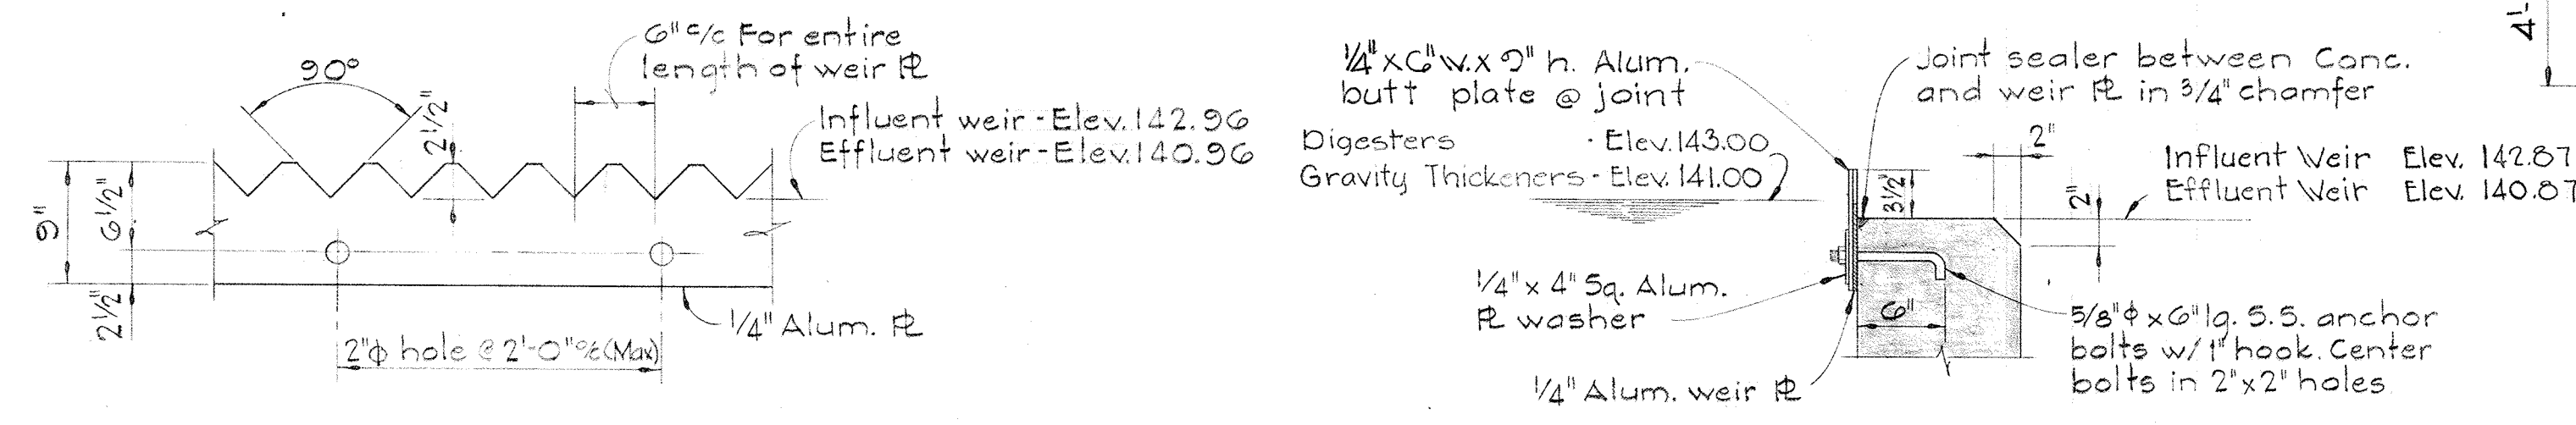 90°
2 1/2"
6" c/c For entire
length of weir PL
Influent weir - Elev. 142.96
Effluent weir - Elev. 140.96
9"
6 1/2"
2 1/2"
1/4" Alum. PL
2"ϕ hole @ 2'-0" c/c (Max)
1/4" x 6" w. x 9" h. Alum.
butt plate @ joint
Digesters - Elev. 143.00
Gravity Thickeners - Elev. 141.00
Joint sealer between Conc.
and weir PL in 3/4" chamfer
2"
3 1/2"
2"
Influent Weir Elev. 142.87
Effluent Weir Elev. 140.87
1/4" x 4" Sq. Alum.
PL washer
6"
1/4" Alum. weir PL
5/8"ϕ x 6" lg. S.S. anchor
bolts w/ 1" hook. Center
bolts in 2" x 2" holes
4'-